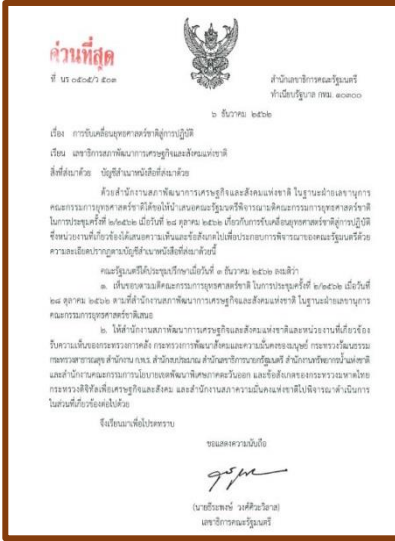 ด่วนที่สุด
ที่ นร ๐๕๐๕/ว ๕๐๓
สำนักเลขาธิการคณะรัฐมนตรี
ทำเนียบรัฐบาล กทม. ๑๐๓๐๐
๖ ธันวาคม ๒๕๖๒
เรื่อง การขับเคลื่อนยุทธศาสตร์ชาติสู่การปฏิบัติ
เรียน เลขาธิการสภาพัฒนาการเศรษฐกิจและสังคมแห่งชาติ
สิ่งที่ส่งมาด้วย บัญชีสำเนาหนังสือที่ส่งมาด้วย
ด้วยสำนักงานสภาพัฒนาการเศรษฐกิจและสังคมแห่งชาติ ในฐานะฝ่ายเลขานุการ
คณะกรรมการยุทธศาสตร์ชาติได้ขอให้นำเสนอคณะรัฐมนตรีพิจารณามติคณะกรรมการยุทธศาสตร์ชาติ
ในการประชุมครั้งที่ ๒/๒๕๖๒ เมื่อวันที่ ๒๘ ตุลาคม ๒๕๖๒ เกี่ยวกับการขับเคลื่อนยุทธศาสตร์ชาติสู่การปฏิบัติ
ซึ่งหน่วยงานที่เกี่ยวข้องได้เสนอความเห็นและข้อสังเกตไปเพื่อประกอบการพิจารณาของคณะรัฐมนตรีด้วย
ความละเอียดปรากฏตามบัญชีสำเนาหนังสือที่ส่งมาด้วยนี้
คณะรัฐมนตรีได้ประชุมปรึกษาเมื่อวันที่ ๓ ธันวาคม ๒๕๖๒ ลงมติว่า
๑. เห็นชอบตามมติคณะกรรมการยุทธศาสตร์ชาติ ในการประชุมครั้งที่ ๒/๒๕๖๒ เมื่อวันที่
๒๘ ตุลาคม ๒๕๖๒ ตามที่สำนักงานสภาพัฒนาการเศรษฐกิจและสังคมแห่งชาติ ในฐานะฝ่ายเลขานุการ
คณะกรรมการยุทธศาสตร์ชาติเสนอ
๒. ให้สำนักงานสภาพัฒนาการเศรษฐกิจและสังคมแห่งชาติและหน่วยงานที่เกี่ยวข้อง
รับความเห็นของกระทรวงการคลัง กระทรวงการพัฒนาสังคมและความมั่นคงของมนุษย์ กระทรวงวัฒนธรรม
กระทรวงสาธารณสุข สำนักงาน ก.พ.ร. สำนักงบประมาณ สำนักเลขาธิการนายกรัฐมนตรี สำนักงานทรัพยากรน้ำแห่งชาติ
และสำนักงานคณะกรรมการนโยบายเขตพัฒนาพิเศษภาคตะวันออก และข้อสังเกตของกระทรวงมหาดไทย
กระทรวงดิจิทัลเพื่อเศรษฐกิจและสังคม และสำนักงานสภาความมั่นคงแห่งชาติไปพิจารณาดำเนินการ
ในส่วนที่เกี่ยวข้องต่อไปด้วย
จึงเรียนมาเพื่อโปรดทราบ
ขอแสดงความนับถือ
(นายธีระพงษ์ วงศ์ศิวะวิลาส)
เลขาธิการคณะรัฐมนตรี